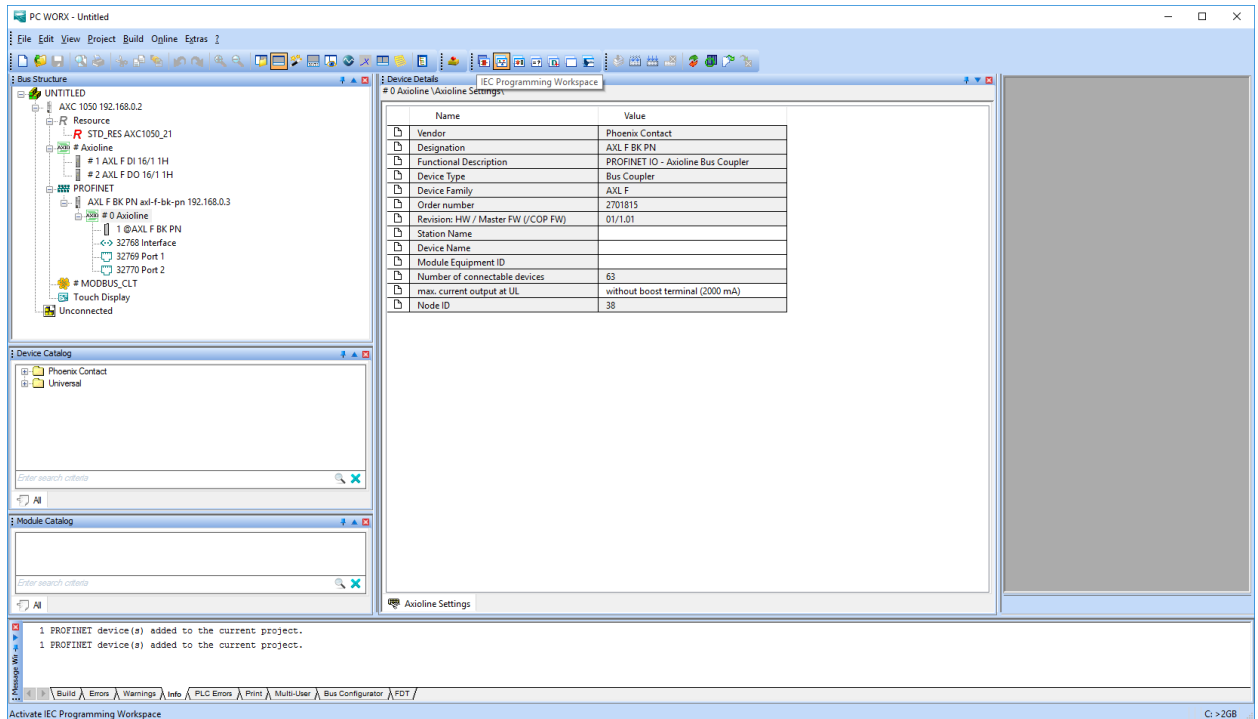 PC WORX - Untitled
File Edit View Project Build Online Extras ?
Bus Structure
UNTITLED
AXC 1050 192.168.0.2
R Resource
R STD_RES AXC1050_21
AXIO # Axioline
# 1 AXL F DI 16/1 1H
# 2 AXL F DO 16/1 1H
PROFINET
AXL F BK PN axl-f-bk-pn 192.168.0.3
AXIO # 0 Axioline
1 @AXL F BK PN
32768 Interface
32769 Port 1
32770 Port 2
# MODBUS_CLT
Touch Display
Unconnected
Device Catalog
Phoenix Contact
Universal
Enter search criteria
All
Module Catalog
Enter search criteria
All
Device Details
IEC Programming Workspace
# 0 Axioline \Axioline Settings\
Name Value
Vendor Phoenix Contact
Designation AXL F BK PN
Functional Description PROFINET IO - Axioline Bus Coupler
Device Type Bus Coupler
Device Family AXL F
Order number 2701815
Revision: HW / Master FW (/COP FW) 01/1.01
Station Name
Device Name
Module Equipment ID
Number of connectable devices 63
max. current output at UL without boost terminal (2000 mA)
Node ID 38
Axioline Settings
1 PROFINET device(s) added to the current project.
1 PROFINET device(s) added to the current project.
Build Errors Warnings Info PLC Errors Print Multi-User Bus Configurator FDT
Activate IEC Programming Workspace C: >2GB